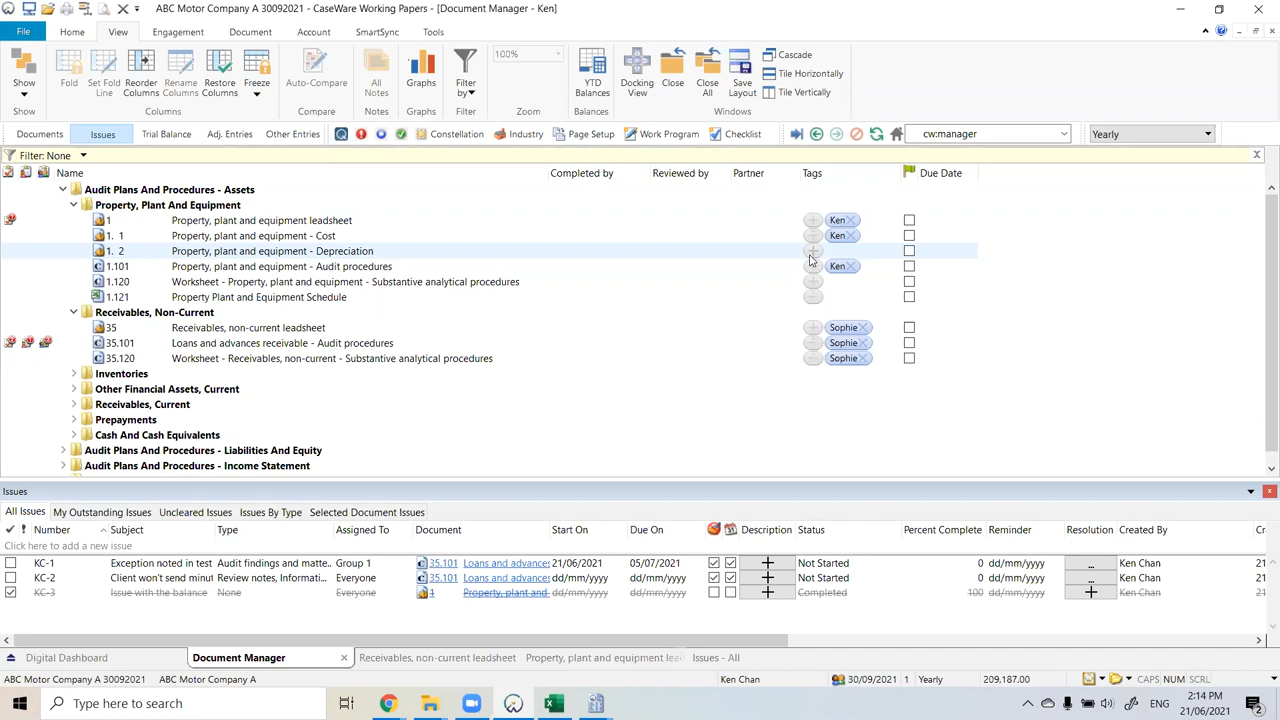 ABC Motor Company A 30092021 - CaseWare Working Papers - [Document Manager - Ken]
File Home View Engagement Document Account SmartSync Tools
Show Fold Set Fold Line Reorder Columns Rename Columns Restore Columns Freeze Auto-Compare All Notes Graphs Filter by 100% YTD Balances Docking View Close Close All Save Layout Cascade
Tile Horizontally
Tile Vertically
Show Columns Compare Notes Graphs Filter Zoom Balances Windows
Documents Issues Trial Balance Adj. Entries Other Entries Constellation Industry Page Setup Work Program Checklist cw:manager Yearly
Filter: None
Name Completed by Reviewed by Partner Tags Due Date
Audit Plans And Procedures - Assets
Property, Plant And Equipment
1 Property, plant and equipment leadsheet Ken
1. 1 Property, plant and equipment - Cost Ken
1. 2 Property, plant and equipment - Depreciation
1.101 Property, plant and equipment - Audit procedures Ken
1.120 Worksheet - Property, plant and equipment - Substantive analytical procedures
1.121 Property Plant and Equipment Schedule
Receivables, Non-Current
35 Receivables, non-current leadsheet Sophie
35.101 Loans and advances receivable - Audit procedures Sophie
35.120 Worksheet - Receivables, non-current - Substantive analytical procedures Sophie
Inventories
Other Financial Assets, Current
Receivables, Current
Prepayments
Cash And Cash Equivalents
Audit Plans And Procedures - Liabilities And Equity
Audit Plans And Procedures - Income Statement
Issues
All Issues My Outstanding Issues Uncleared Issues Issues By Type Selected Document Issues
Number Subject Type Assigned To Document Start On Due On Description Status Percent Complete Reminder Resolution Created By Cr
Click here to add a new issue
KC-1 Exception noted in test Audit findings and matte... Group 1 35.101 Loans and advances 21/06/2021 05/07/2021 Not Started 0 dd/mm/yyyy ... Ken Chan 21
KC-2 Client won't send minut Review notes, Informati... Everyone 35.101 Loans and advances dd/mm/yyyy dd/mm/yyyy Not Started 0 dd/mm/yyyy ... Ken Chan 21
KC-3 Issue with the balance None Everyone 1 Property, plant and dd/mm/yyyy dd/mm/yyyy Completed 100 dd/mm/yyyy Ken Chan 21
Digital Dashboard Document Manager Receivables, non-current leadsheet Property, plant and equipment lea Issues - All
ABC Motor Company A 30092021 ABC Motor Company A Ken Chan 30/09/2021 1 Yearly 209,187.00 CAPS NUM SCRL
Type here to search 2:14 PM
21/06/2021 2